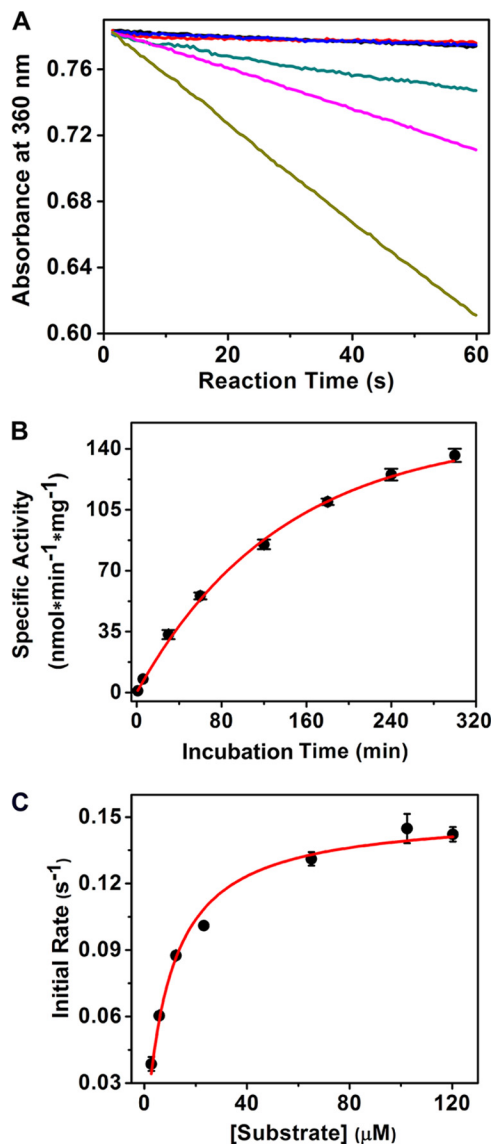 A
Absorbance at 360 nm
0.76
0.72
0.68
0.64
0.60
20
40
60
Reaction Time (s)
B
Specific Activity
(nmol*min⁻¹*mg⁻¹)
140
105
70
35
0
0
80
160
240
320
Incubation Time (min)
C
Initial Rate (s⁻¹)
0.15
0.12
0.09
0.06
0.03
0
40
80
120
[Substrate] (μM)